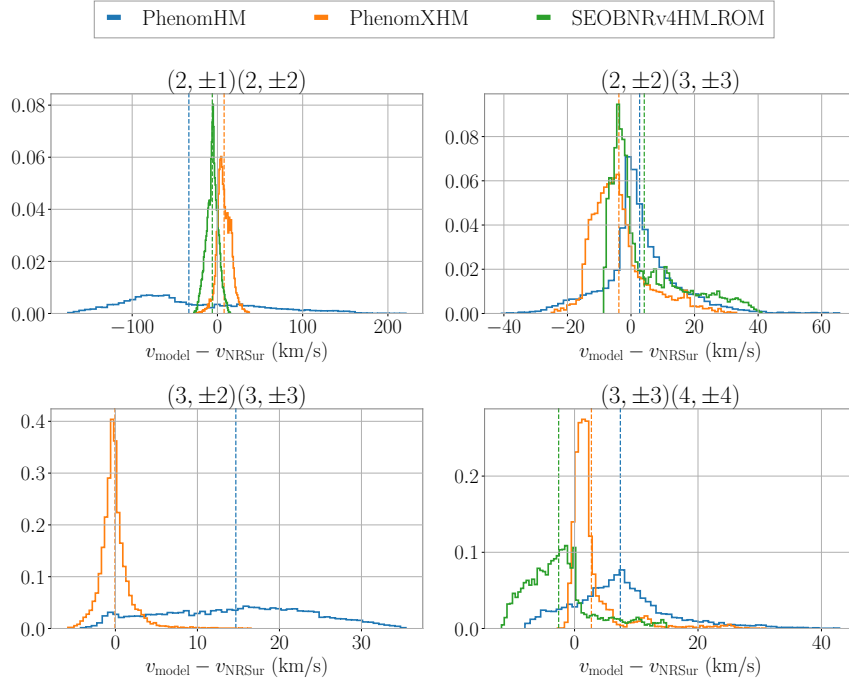 PhenomHM PhenomXHM SEOBNRv4HM_ROM
(2, ±1)(2, ±2) (2, ±2)(3, ±3)
0.08
0.06
0.04
0.02
0.00
−100 0 100 200
v_model − v_NRSur (km/s)
0.08
0.06
0.04
0.02
0.00
−40 −20 0 20 40 60
v_model − v_NRSur (km/s)
(3, ±2)(3, ±3) (3, ±3)(4, ±4)
0.4
0.3
0.2
0.1
0.0
0 10 20 30
v_model − v_NRSur (km/s)
0.2
0.1
0.0
0 20 40
v_model − v_NRSur (km/s)